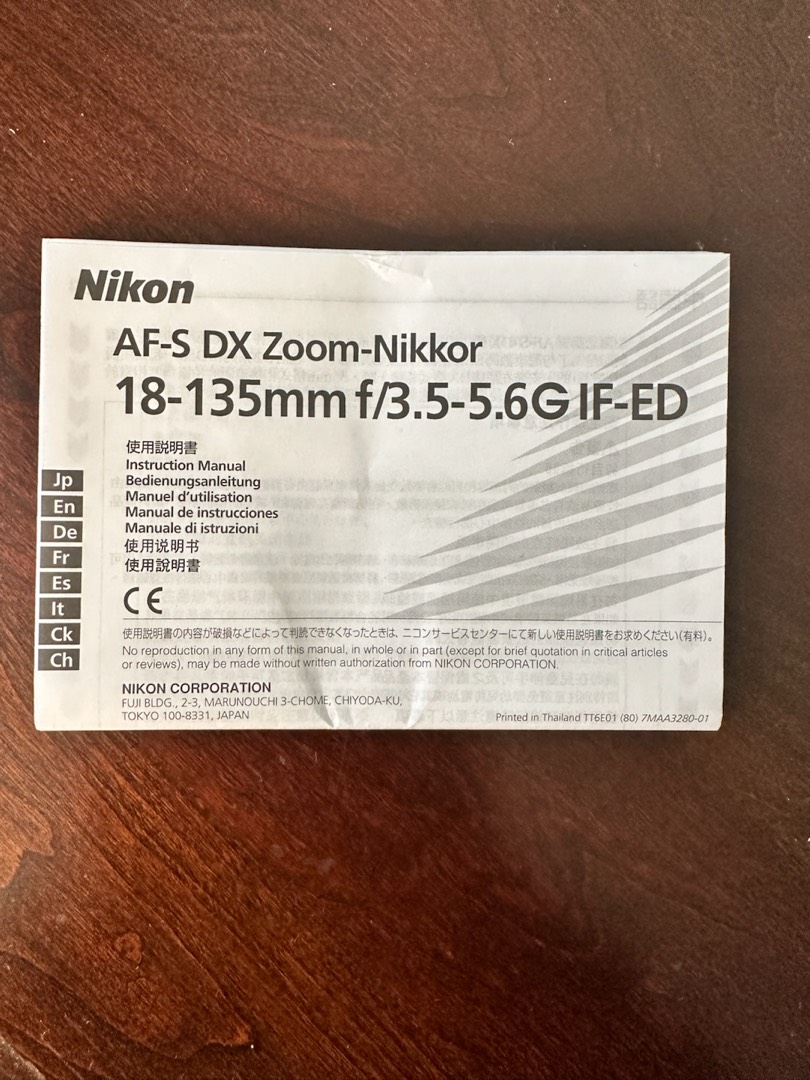 Nikon
AF-S DX Zoom-Nikkor
18-135mm f/3.5-5.6G IF-ED
使用説明書
Instruction Manual
Bedienungsanleitung
Manuel d'utilisation
Manual de instrucciones
Manuale di istruzioni
使用说明书
使用說明書
Jp
En
De
Fr
Es
It
Ck
Ch
CE
使用説明書の内容が破損などによって判読できなくなったときは、ニコンサービスセンターにて新しい使用説明書をお求めください(有料)。
No reproduction in any form of this manual, in whole or in part (except for brief quotation in critical articles
or reviews), may be made without written authorization from NIKON CORPORATION.
NIKON CORPORATION
FUJI BLDG., 2-3, MARUNOUCHI 3-CHOME, CHIYODA-KU,
TOKYO 100-8331, JAPAN
Printed in Thailand TT6E01 (80) 7MAA3280-01